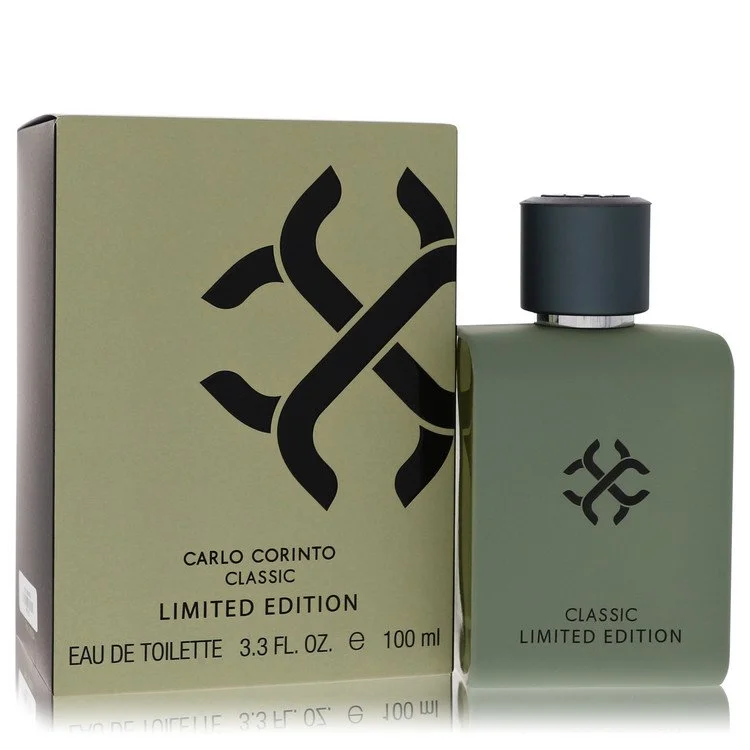 CARLO CORINTO
CLASSIC
LIMITED EDITION
EAU DE TOILETTE 3.3 FL. OZ. ℮ 100 ml
CLASSIC
LIMITED EDITION